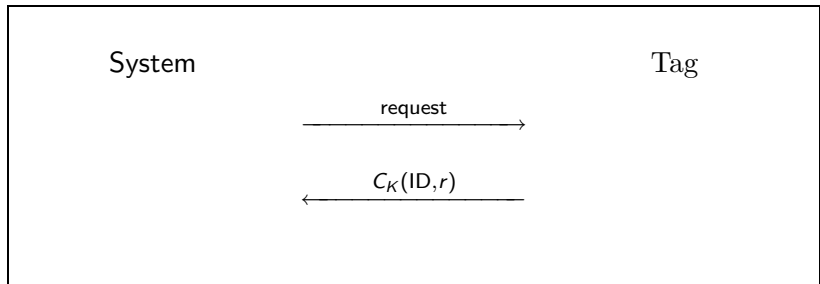 System Tag
request
C_K(ID,r)